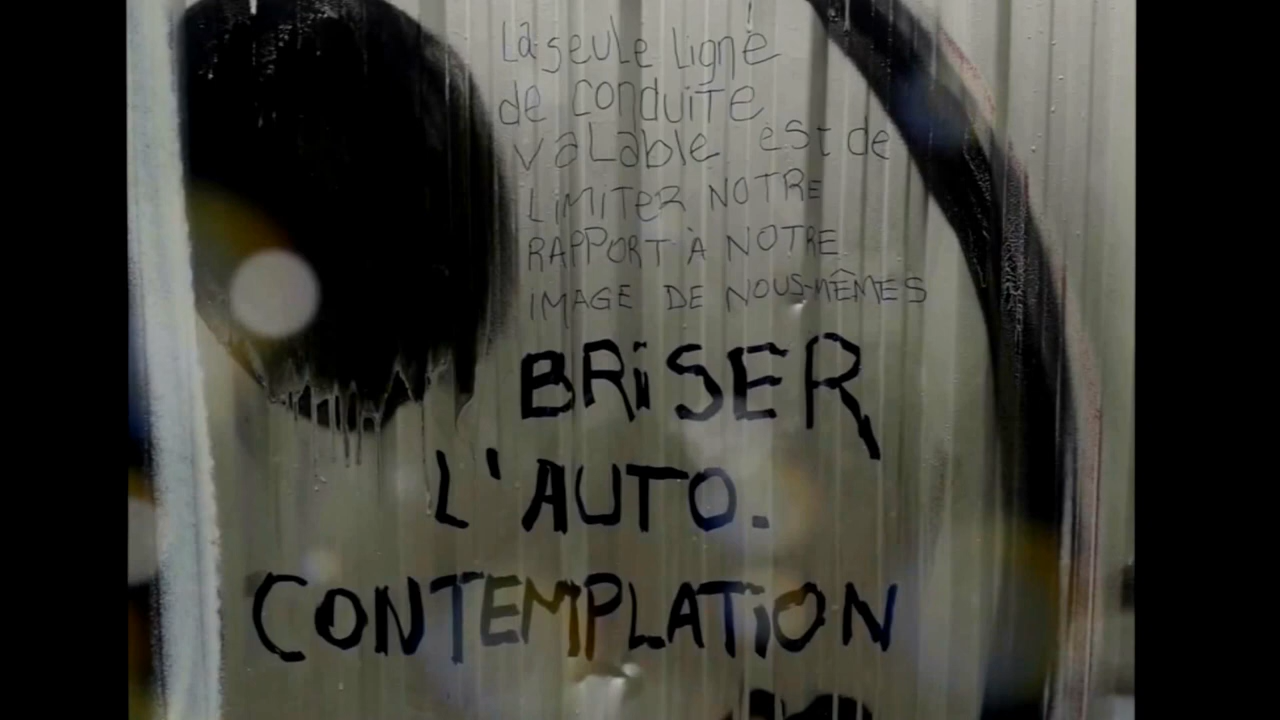 La seule ligne
de conduite
valable est de
LIMITER NOTRE
RAPPORT À NOTRE
IMAGE DE NOUS-MÊMES
BRiSER
L'AUTO.
CONTEMPLATiON